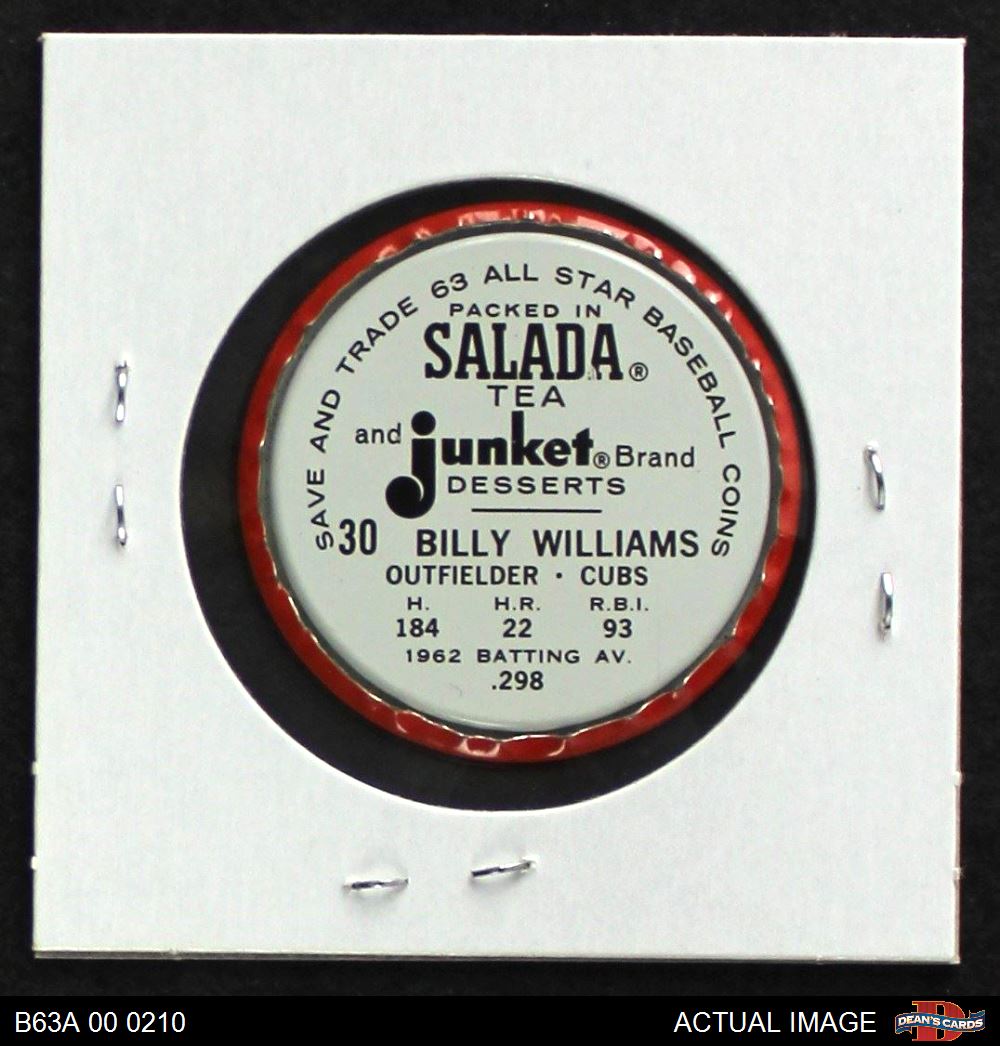 SAVE AND TRADE 63 ALL STAR BASEBALL COINS
PACKED IN
SALADA®
TEA
and junket® Brand
DESSERTS
30 BILLY WILLIAMS
OUTFIELDER · CUBS
H. H.R. R.B.I.
184 22 93
1962 BATTING AV.
.298
B63A 00 0210
ACTUAL IMAGE
DEAN'S CARDS